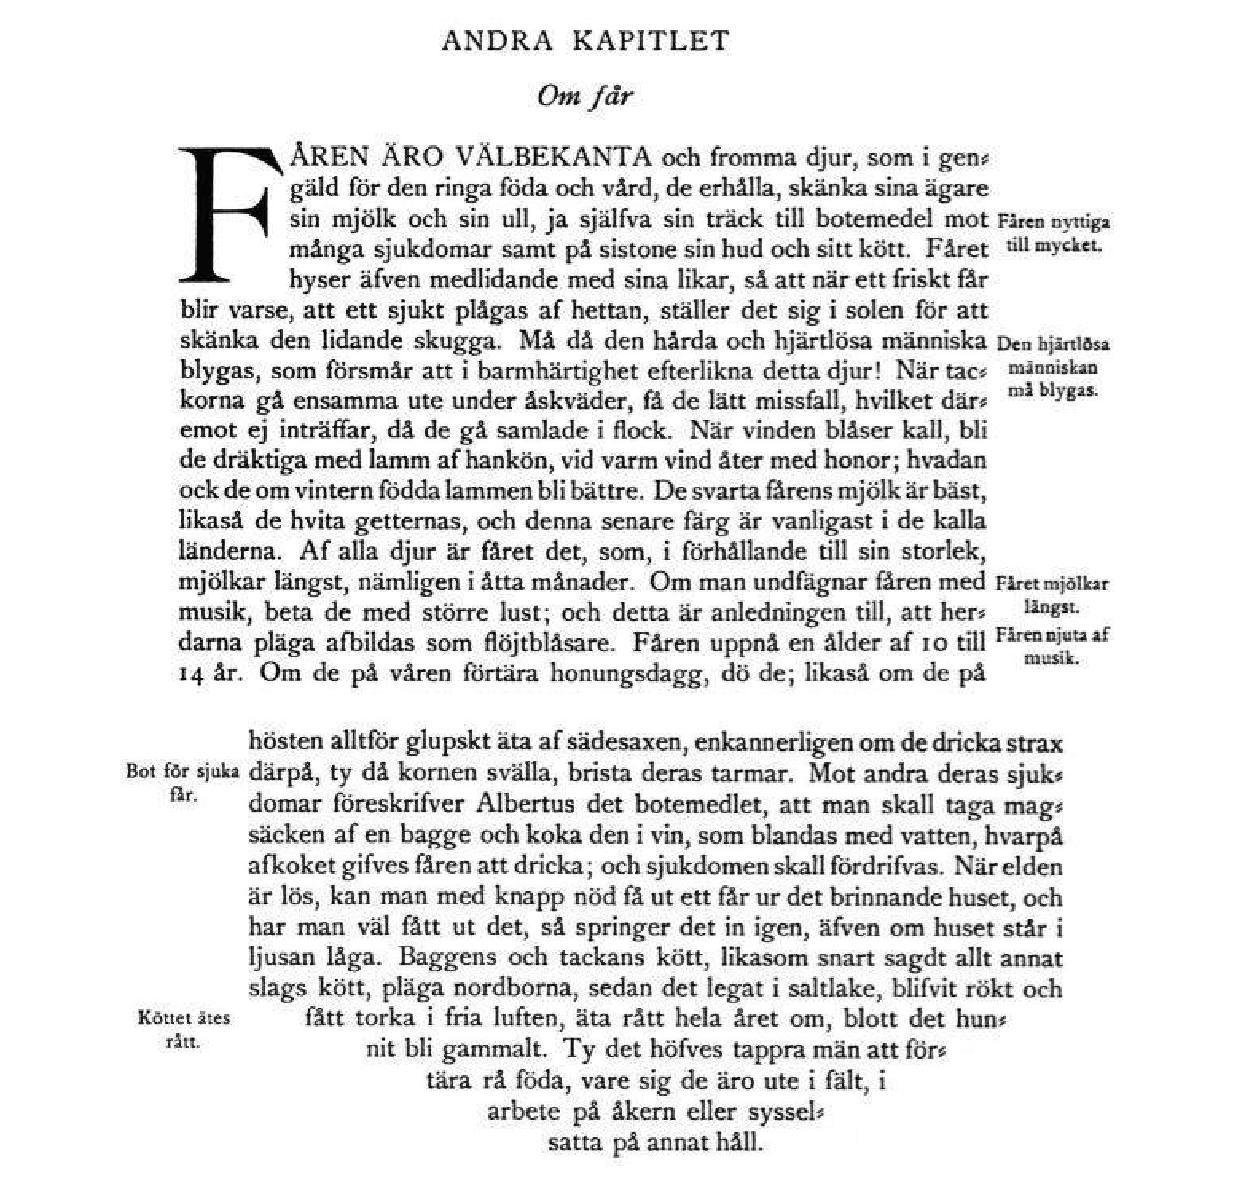 ANDRA KAPITLET
Om får
FÅREN ÄRO VÄLBEKANTA och fromma djur, som i gen⸗
gäld för den ringa föda och vård, de erhålla, skänka sina ägare
sin mjölk och sin ull, ja själfva sin träck till botemedel mot
Fåren nyttiga
många sjukdomar samt på sistone sin hud och sitt kött. Fåret
till mycket.
hyser äfven medlidande med sina likar, så att när ett friskt får
blir varse, att ett sjukt plågas af hettan, ställer det sig i solen för att
skänka den lidande skugga. Må då den hårda och hjärtlösa människa
Den hjärtlösa
blygas, som försmår att i barmhärtighet efterlikna detta djur! När tac⸗
människan
korna gå ensamma ute under åskväder, få de lätt missfall, hvilket där⸗
må blygas.
emot ej inträffar, då de gå samlade i flock. När vinden blåser kall, bli
de dräktiga med lamm af hankön, vid varm vind åter med honor; hvadan
ock de om vintern födda lammen bli bättre. De svarta fårens mjölk är bäst,
likaså de hvita getternas, och denna senare färg är vanligast i de kalla
länderna. Af alla djur är fåret det, som, i förhållande till sin storlek,
mjölkar längst, nämligen i åtta månader. Om man undfägnar fåren med
Fåret mjölkar
musik, beta de med större lust; och detta är anledningen till, att her⸗
längst.
darna pläga afbildas som flöjtblåsare. Fåren uppnå en ålder af 10 till
Fåren njuta af
14 år. Om de på våren förtära honungsdagg, dö de; likaså om de på
musik.
hösten alltför glupskt äta af sädesaxen, enkannerligen om de dricka strax
Bot för sjuka
därpå, ty då kornen svälla, brista deras tarmar. Mot andra deras sjuk⸗
får.
domar föreskrifver Albertus det botemedlet, att man skall taga mag⸗
säcken af en bagge och koka den i vin, som blandas med vatten, hvarpå
afkoket gifves fåren att dricka; och sjukdomen skall fördrifvas. När elden
är lös, kan man med knapp nöd få ut ett får ur det brinnande huset, och
har man väl fått ut det, så springer det in igen, äfven om huset står i
ljusan låga. Baggens och tackans kött, likasom snart sagdt allt annat
slags kött, pläga nordborna, sedan det legat i saltlake, blifvit rökt och
Köttet ätes
fått torka i fria luften, äta rått hela året om, blott det hun⸗
rått.
nit bli gammalt. Ty det höfves tappra män att för⸗
tära rå föda, vare sig de äro ute i fält, i
arbete på åkern eller syssel⸗
satta på annat håll.